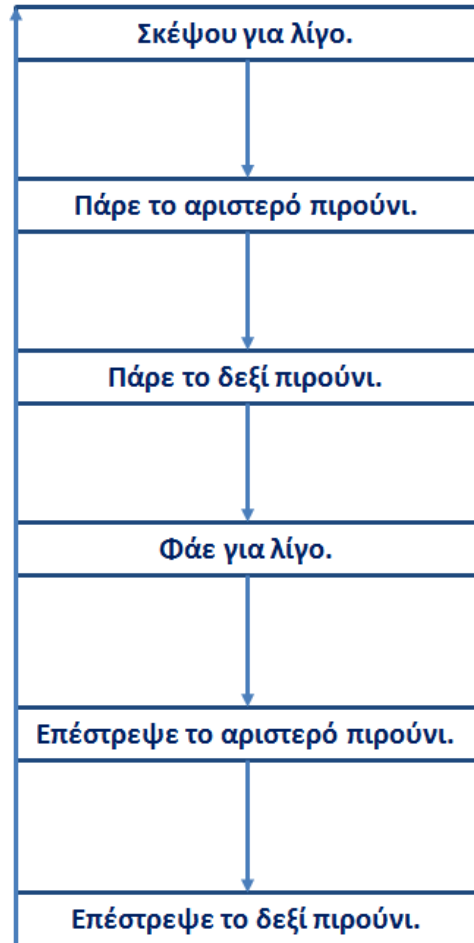 Σκέψου για λίγο.
Πάρε το αριστερό πιρούνι.
Πάρε το δεξί πιρούνι.
Φάε για λίγο.
Επέστρεψε το αριστερό πιρούνι.
Επέστρεψε το δεξί πιρούνι.